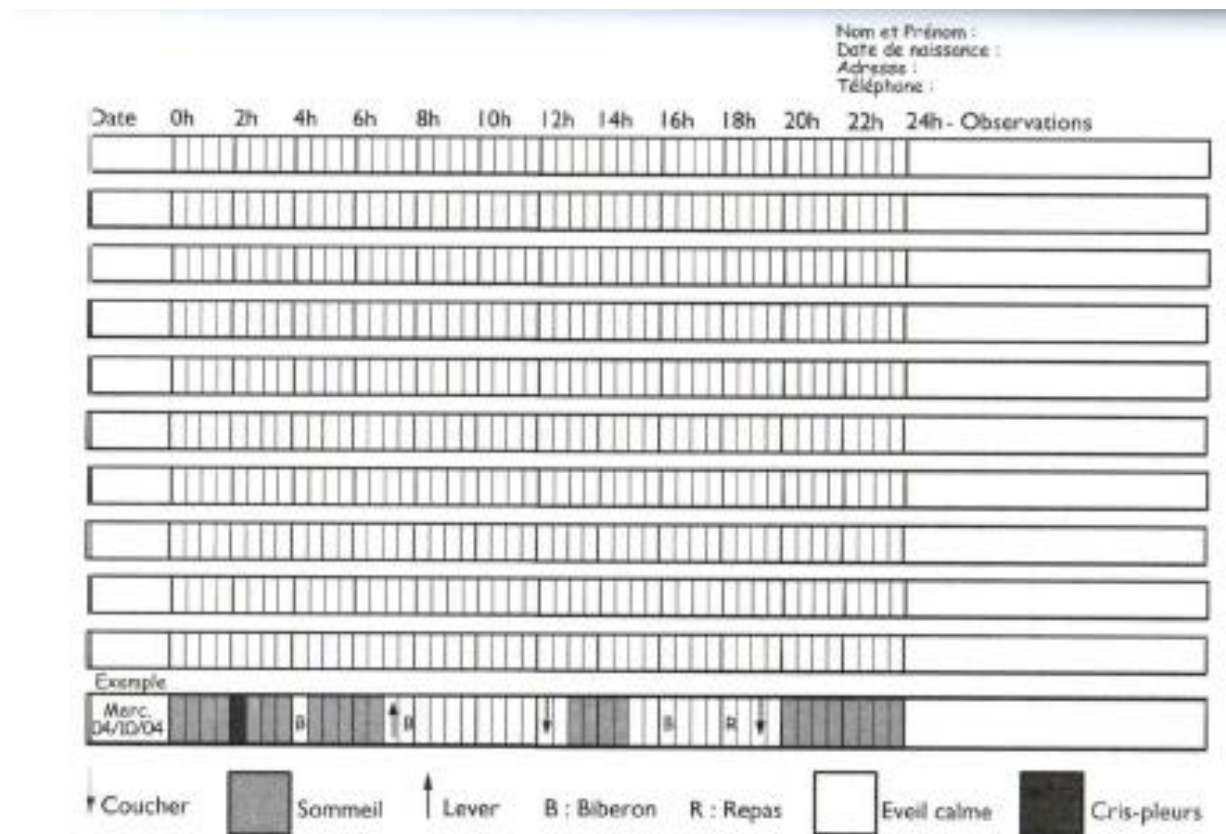 Nom et Prénom :
Date de naissance :
Adresse :
Téléphone :
Date 0h 2h 4h 6h 8h 10h 12h 14h 16h 18h 20h 22h 24h - Observations
Exemple
Merc.
04/10/04
B B B R
Coucher Sommeil Lever B : Biberon R : Repas Eveil calme Cris-pleurs